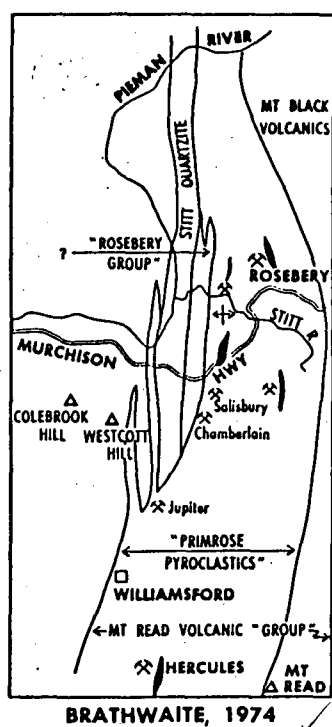 PIEMAN
RIVER
MT BLACK
VOLCANICS
STITT QUARTZITE
? "ROSEBERY
GROUP"
ROSEBERY
STITT R
MURCHISON
HWY
COLEBROOK
HILL
WESTCOTT
HILL
Salisbury
Chamberlain
Jupiter
"PRIMROSE
PYROCLASTICS"
WILLIAMSFORD
MT READ VOLCANIC "GROUP"
HERCULES
MT
READ
BRATHWAITE, 1974